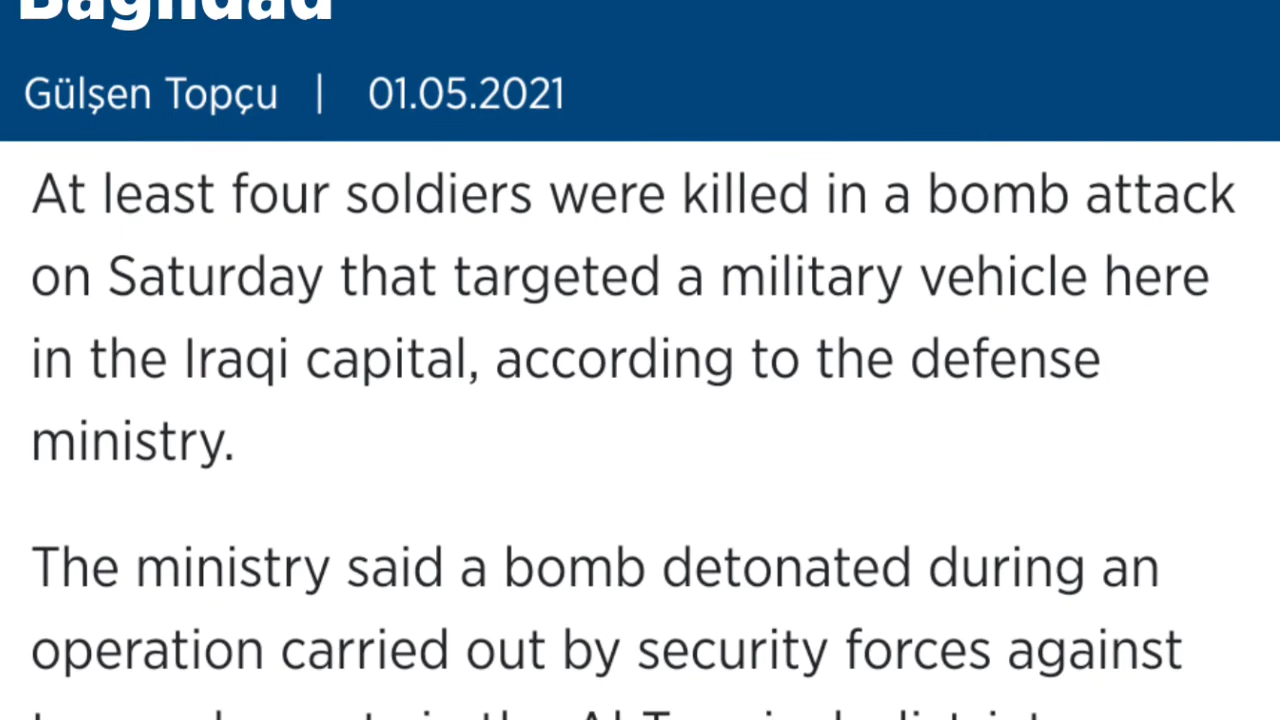 Baghdad
Gülşen Topçu | 01.05.2021
At least four soldiers were killed in a bomb attack
on Saturday that targeted a military vehicle here
in the Iraqi capital, according to the defense
ministry.
The ministry said a bomb detonated during an
operation carried out by security forces against